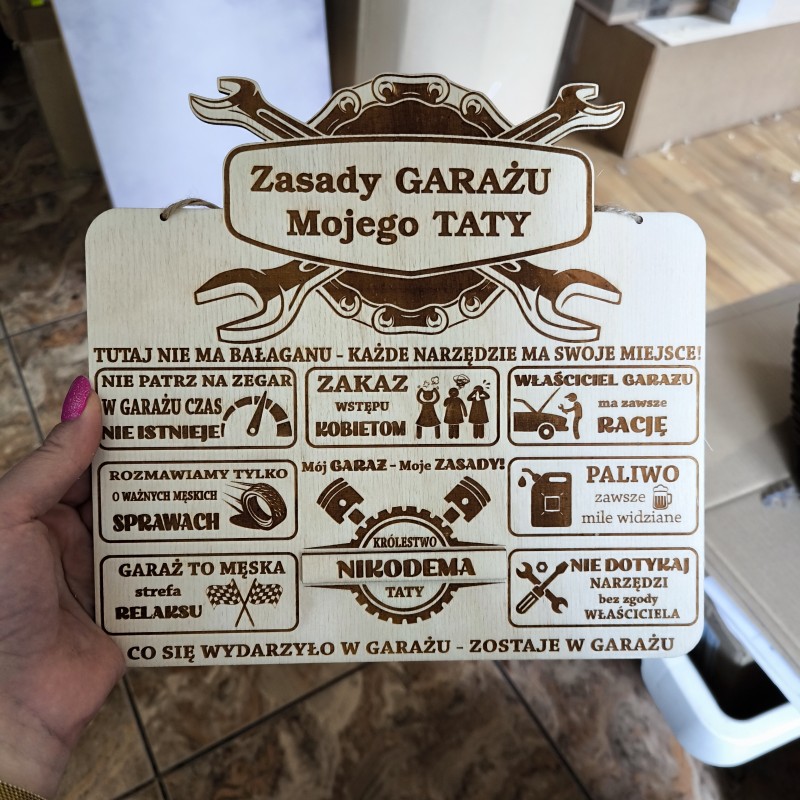 Zasady GARAŻU
Mojego TATY
TUTAJ NIE MA BAŁAGANU - KAŻDE NARZĘDZIE MA SWOJE MIEJSCE!
NIE PATRZ NA ZEGAR
W GARAŻU CZAS
NIE ISTNIEJE!
ZAKAZ
WSTĘPU
KOBIETOM
WŁAŚCICIEL GARAŻU
ma zawsze
RACJĘ
ROZMAWIAMY TYLKO
O WAŻNYCH MĘSKICH
SPRAWACH
Mój GARAŻ - Moje ZASADY!
KRÓLESTWO
NIKODEMA
TATY
PALIWO
zawsze
mile widziane
GARAŻ TO MĘSKA
strefa
RELAKSU
NIE DOTYKAJ
NARZĘDZI
bez zgody
WŁAŚCICIELA
CO SIĘ WYDARZYŁO W GARAŻU - ZOSTAJE W GARAŻU